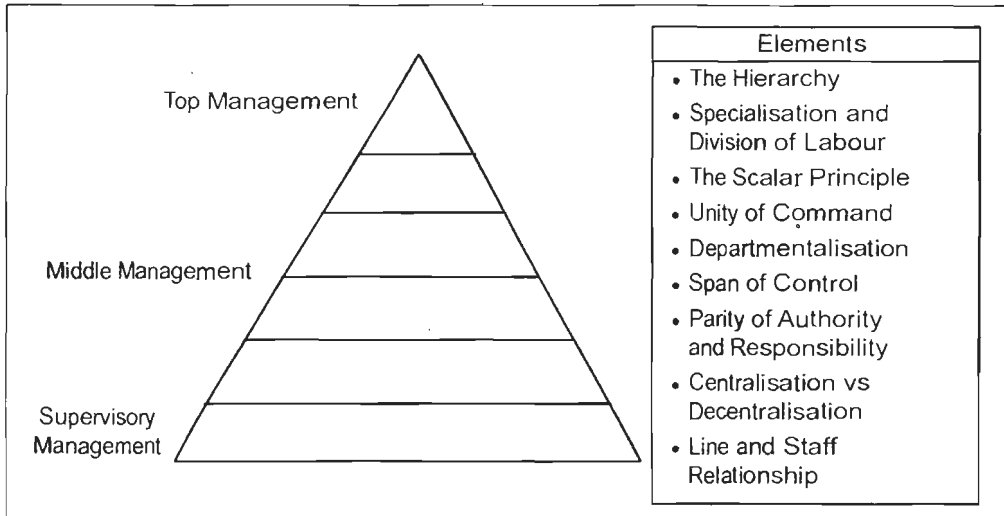 Top Management
Middle Management
Supervisory
Management
Elements
• The Hierarchy
• Specialisation and
Division of Labour
• The Scalar Principle
• Unity of Command
• Departmentalisation
• Span of Control
• Parity of Authority
and Responsibility
• Centralisation vs
Decentralisation
• Line and Staff
Relationship